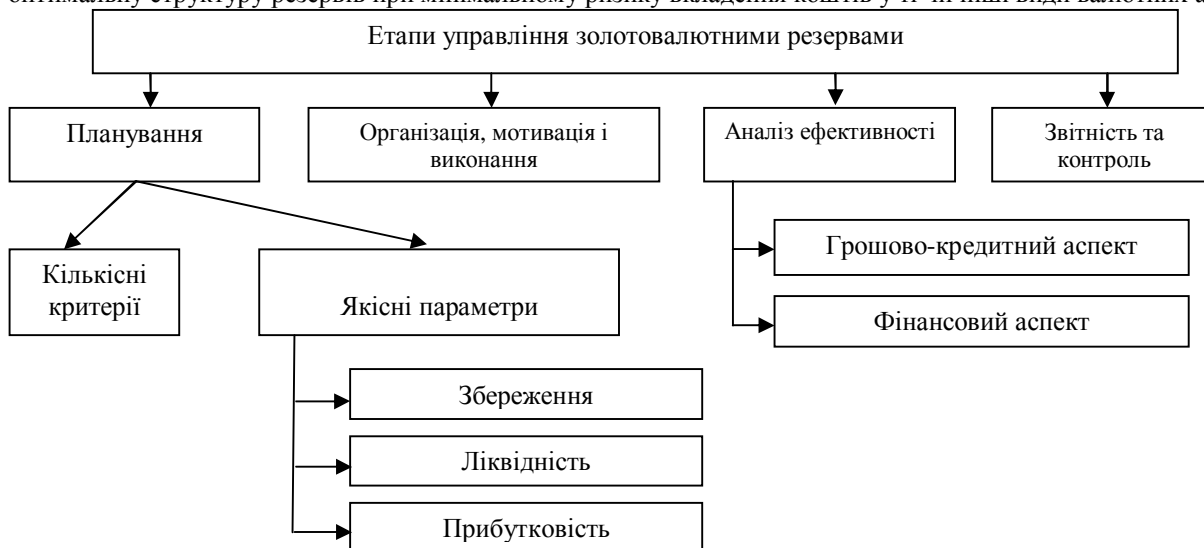 оптимальну структуру резервів при мінімальному ризику вкладення коштів у ті чи інші види валютних
Етапи управління золотовалютними резервами
Планування
Організація, мотивація і
виконання
Аналіз ефективності
Звітність та
контроль
Кількісні
критерії
Якісні параметри
Грошово-кредитний аспект
Фінансовий аспект
Збереження
Ліквідність
Прибутковість